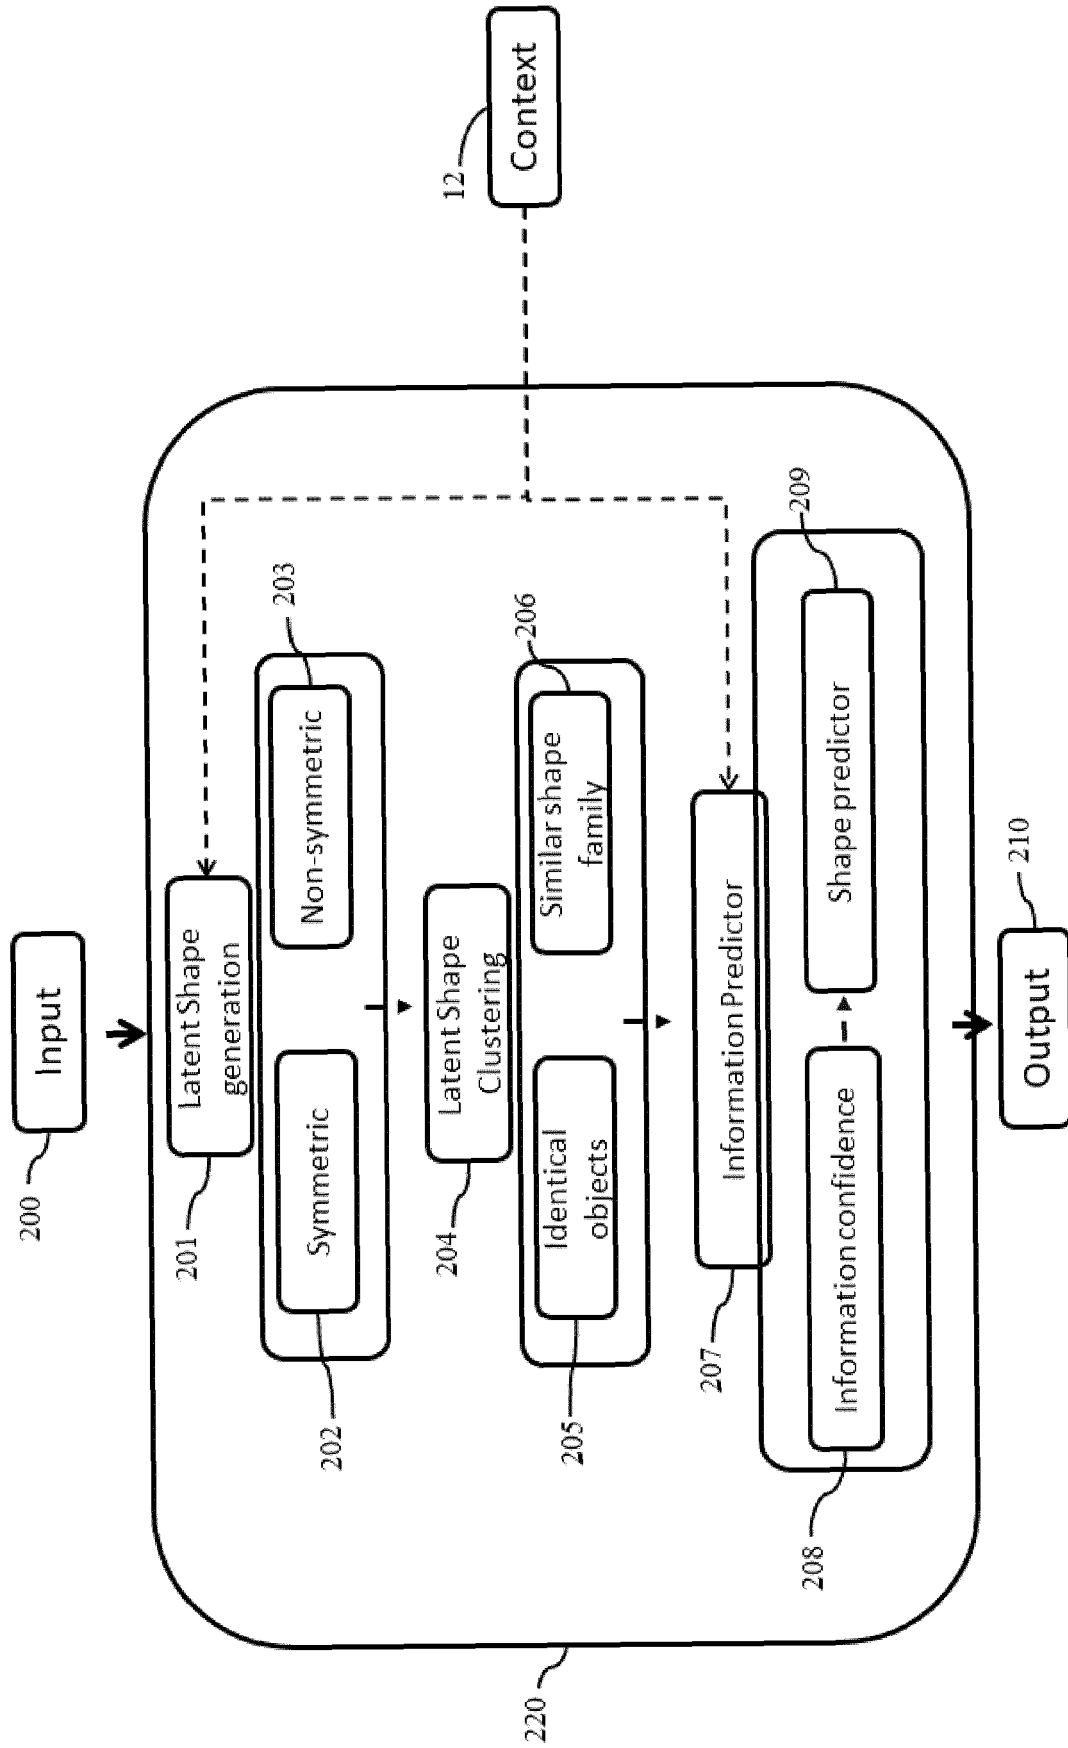 200
Input
201
Latent Shape
generation
12
Context
202
Symmetric
Non-symmetric
203
204
Latent Shape
Clustering
205
Identical
objects
Similar shape
family
206
207
Information Predictor
208
Information confidence
Shape predictor
209
220
Output
210